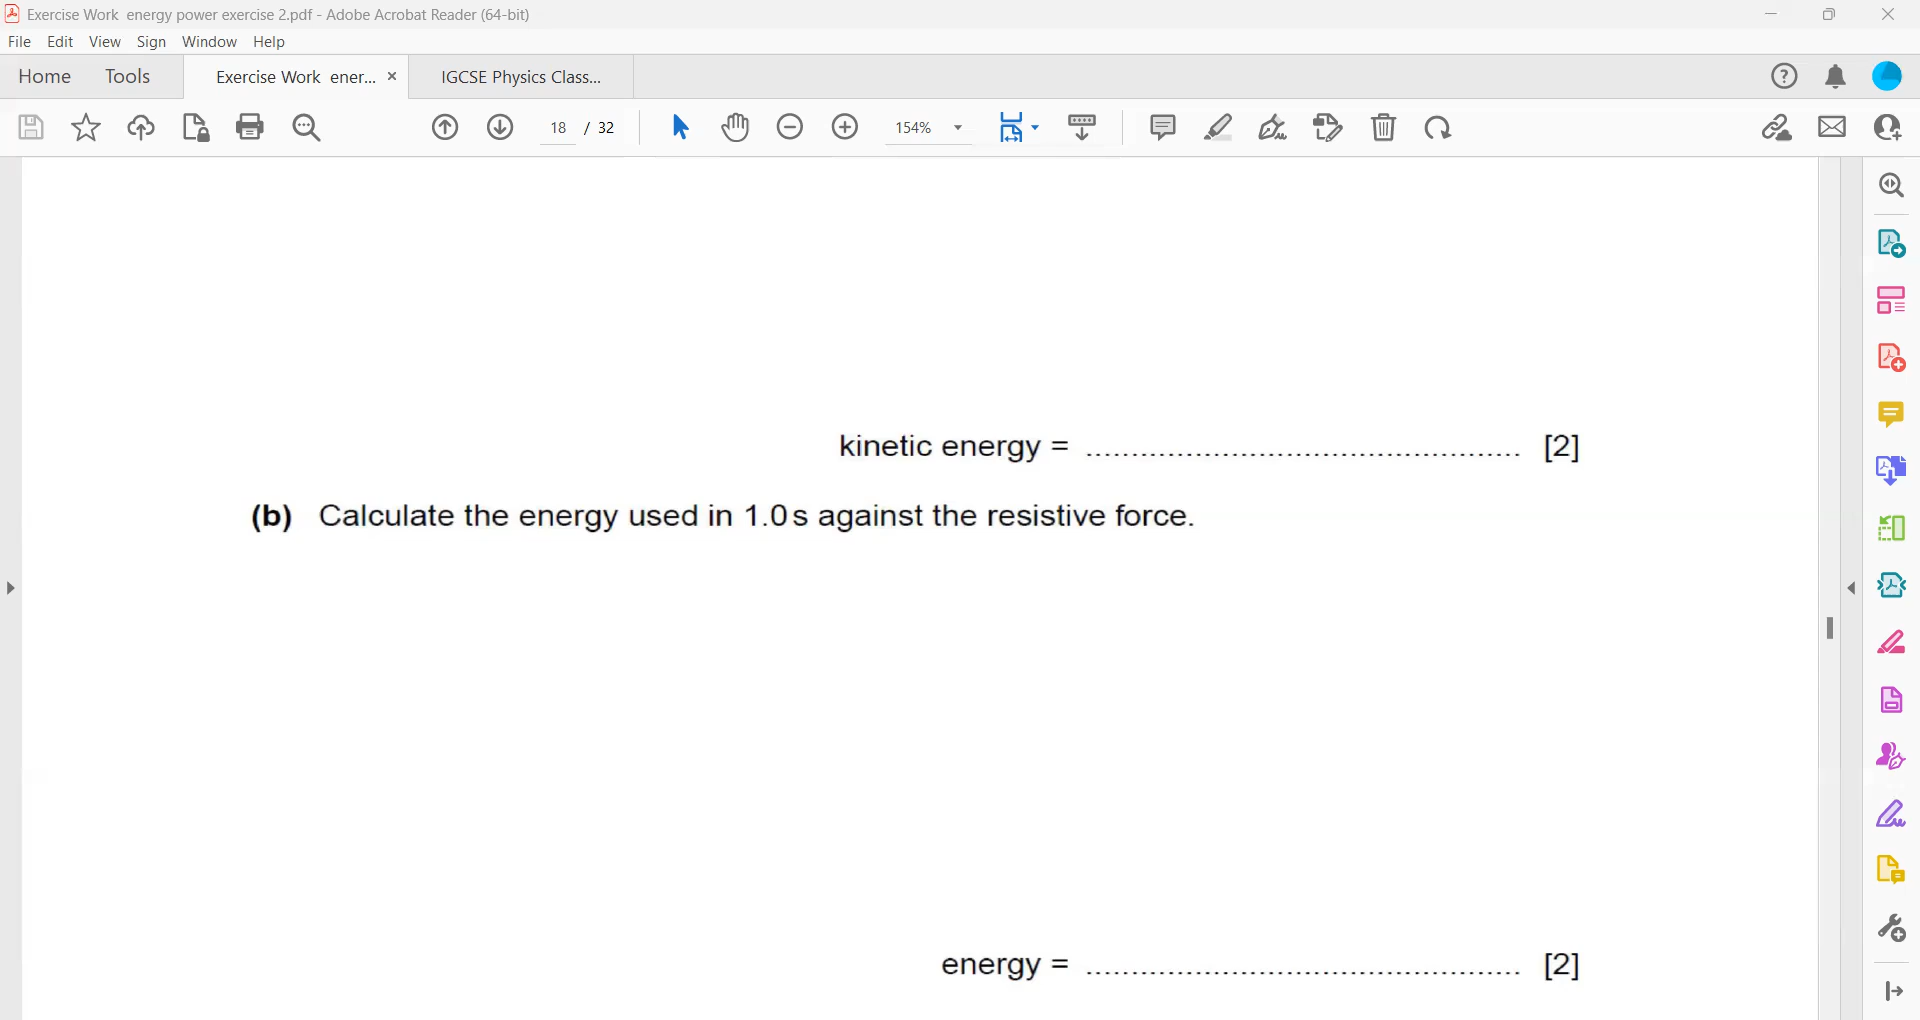 Exercise Work energy power exercise 2.pdf - Adobe Acrobat Reader (64-bit)
File Edit View Sign Window Help
Home Tools Exercise Work ener... × IGCSE Physics Class...
18 / 32 154%
kinetic energy = ................................................ [2]
(b) Calculate the energy used in 1.0 s against the resistive force.
energy = ................................................ [2]